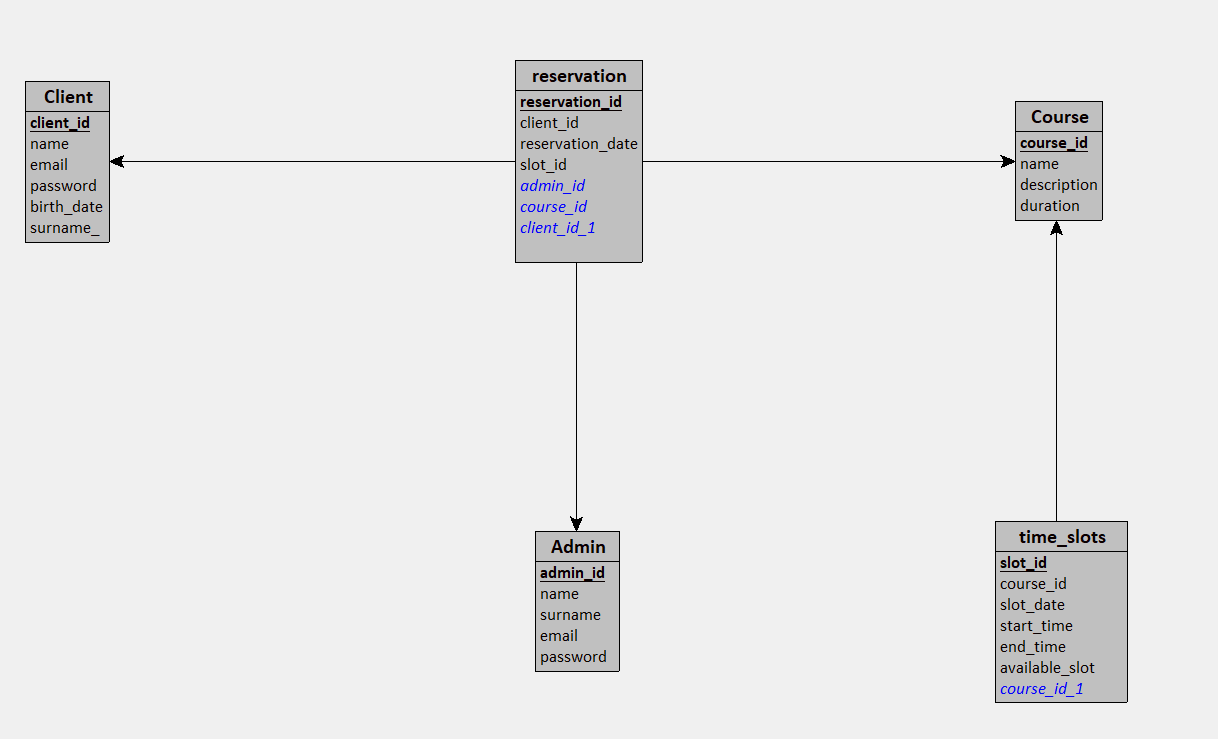 Client
client_id
name
email
password
birth_date
surname_
reservation
reservation_id
client_id
reservation_date
slot_id
admin_id
course_id
client_id_1
Course
course_id
name
description
duration
Admin
admin_id
name
surname
email
password
time_slots
slot_id
course_id
slot_date
start_time
end_time
available_slot
course_id_1